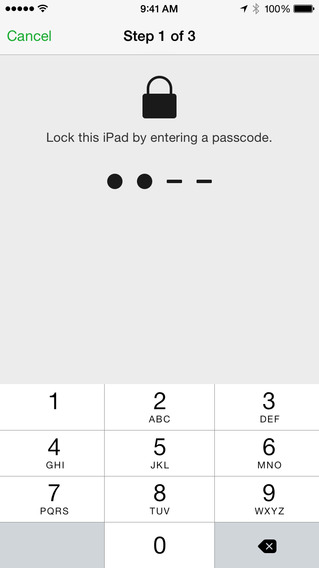 9:41 AM
100%
Cancel
Step 1 of 3
Lock this iPad by entering a passcode.
1
2
3
ABC
DEF
4
5
6
GHI
JKL
MNO
7
8
9
PQRS
TUV
WXYZ
0